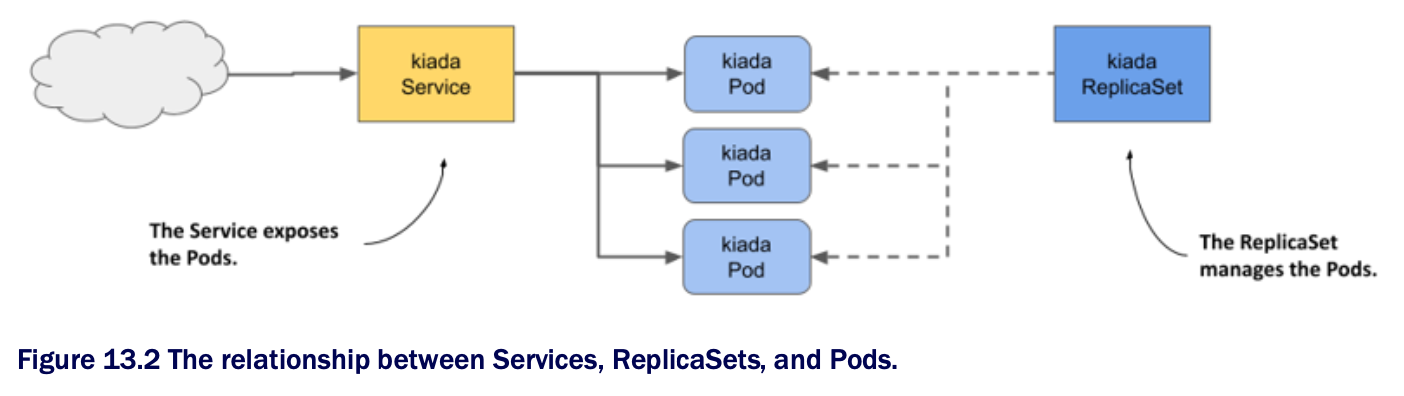 kiada
Service
kiada
Pod
kiada
Pod
kiada
Pod
kiada
ReplicaSet
The Service exposes
the Pods.
The ReplicaSet
manages the Pods.
Figure 13.2 The relationship between Services, ReplicaSets, and Pods.